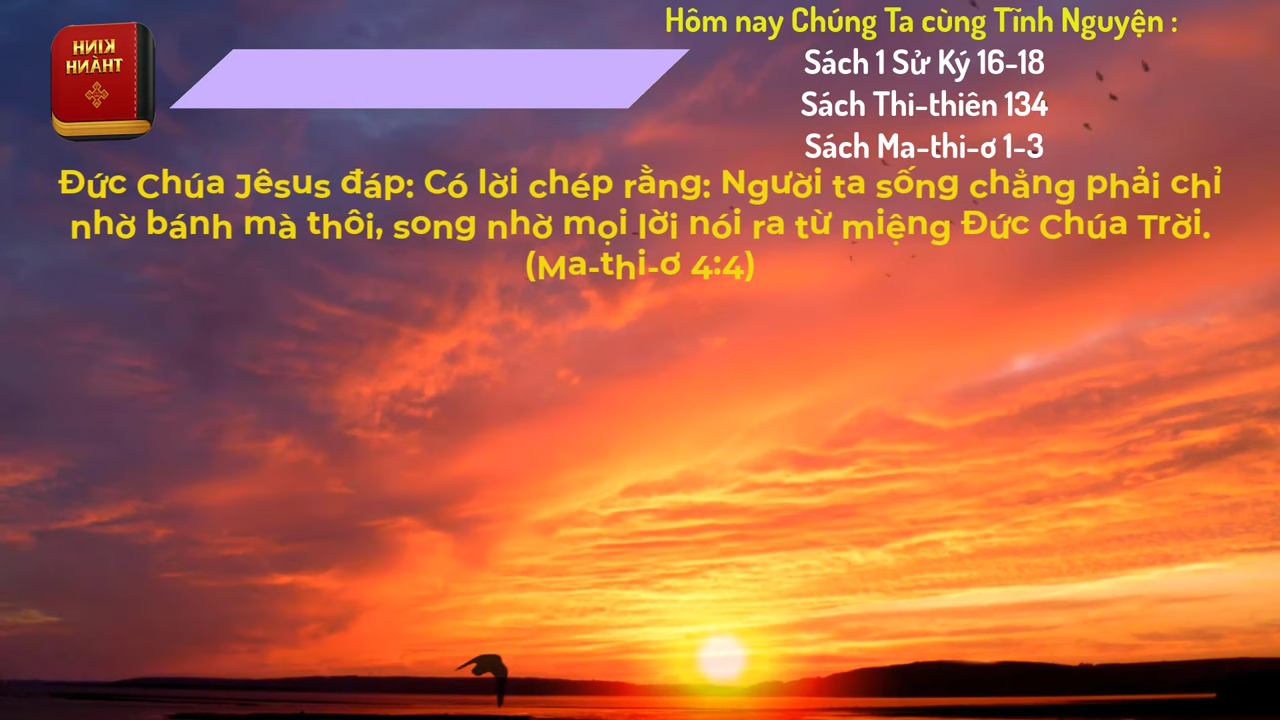 KINH
THÁNH
Hôm nay Chúng Ta cùng Tĩnh Nguyện :
Sách 1 Sử Ký 16-18
Sách Thi-thiên 134
Sách Ma-thi-ơ 1-3
Đức Chúa Jêsus đáp: Có lời chép rằng: Người ta sống chẳng phải chỉ
nhờ bánh mà thôi, song nhờ mọi lời nói ra từ miệng Đức Chúa Trời.
(Ma-thi-ơ 4:4)